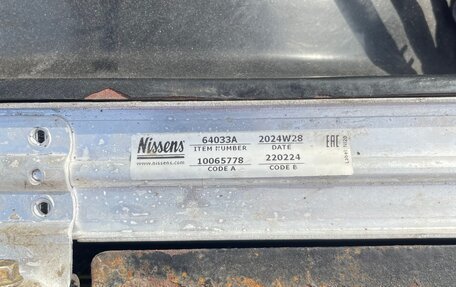 Nissens
www.nissens.com
64033A 2024W28
ITEM NUMBER DATE
10065778 220224
CODE A CODE B
EAC